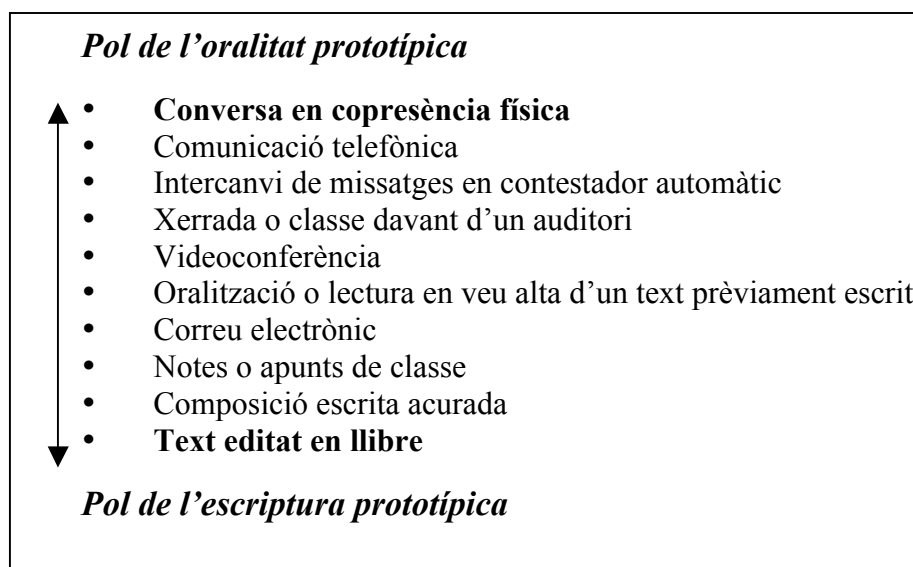 Pol de l’oralitat prototípica
• Conversa en copresència física
• Comunicació telefònica
• Intercanvi de missatges en contestador automàtic
• Xerrada o classe davant d’un auditori
• Videoconferència
• Oralització o lectura en veu alta d’un text prèviament escrit
• Correu electrònic
• Notes o apunts de classe
• Composició escrita acurada
• Text editat en llibre
Pol de l’escriptura prototípica